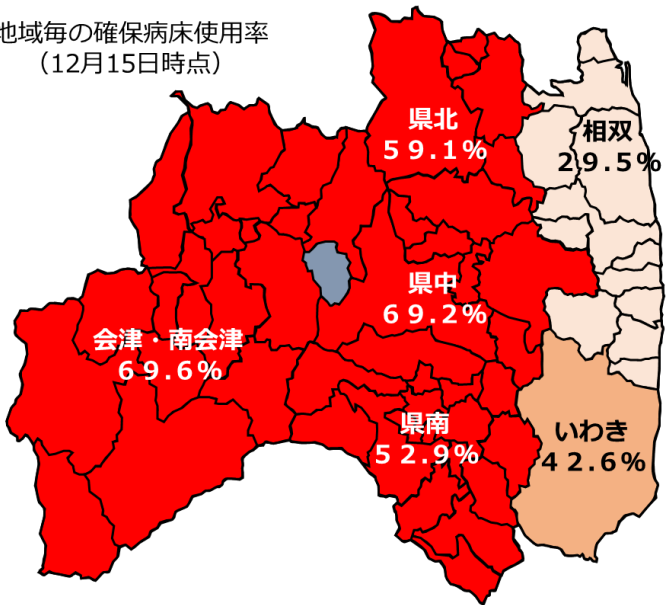 地域毎の確保病床使用率
（12月15日時点）
県北
５９.１％
相双
２９.５％
県中
６９.２％
会津・南会津
６９.６％
県南
５２.９％
いわき
４２.６％